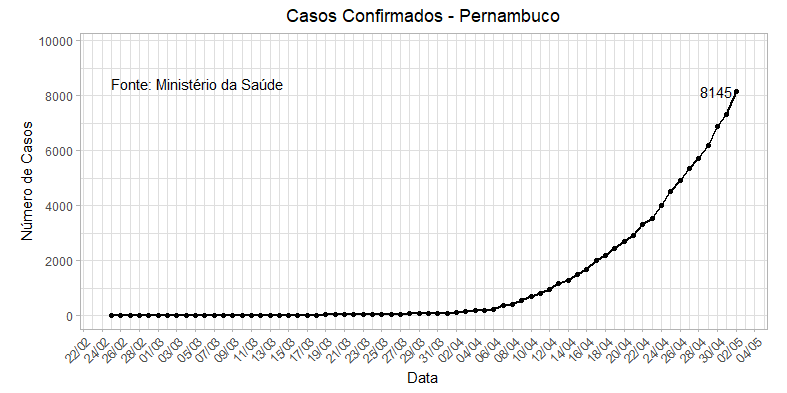 Casos Confirmados - Pernambuco
10000
Fonte: Ministério da Saúde
8145
8000
6000
4000
2000
0
Número de Casos
22/02 24/02 26/02 28/02 01/03 03/03 05/03 07/03 09/03 11/03 13/03 15/03 17/03 19/03 21/03 23/03 25/03 27/03 29/03 31/03 02/04 04/04 06/04 08/04 10/04 12/04 14/04 16/04 18/04 20/04 22/04 24/04 26/04 28/04 30/04 02/05 04/05
Data